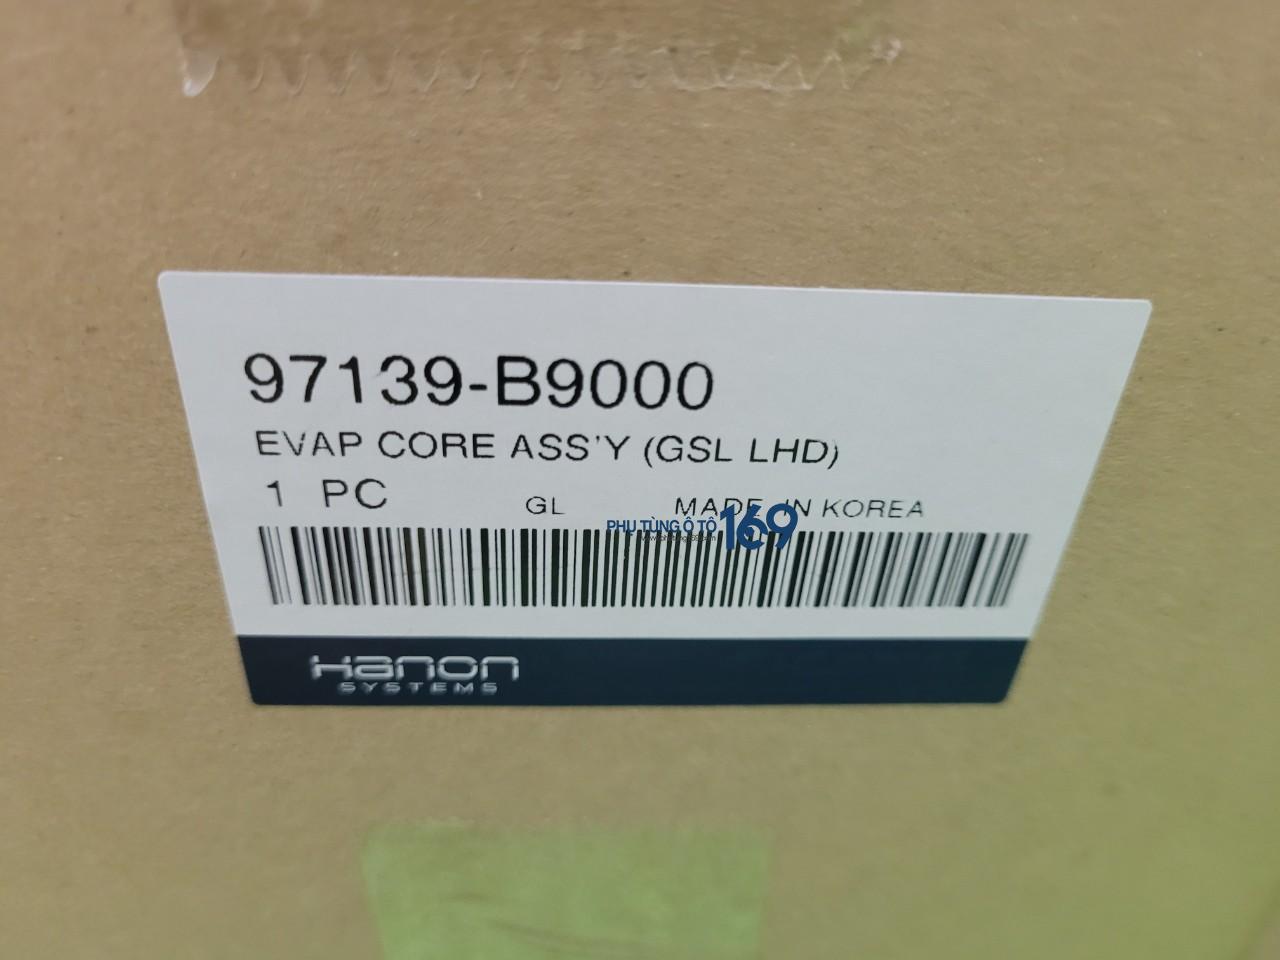 97139-B9000
EVAP CORE ASS'Y (GSL LHD)
1 PC GL MADE IN KOREA
PHỤ TÙNG Ô TÔ 169
Hanon
SYSTEMS